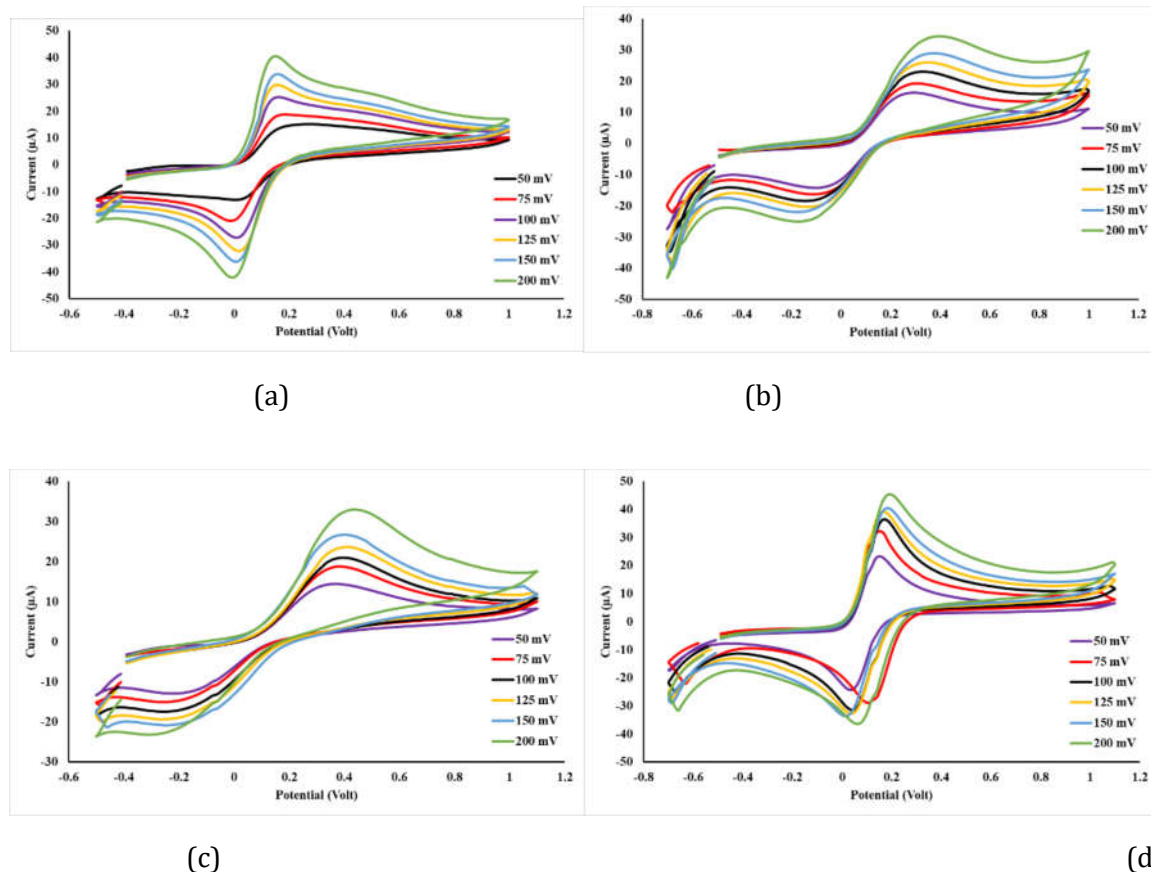 50
40
30
20
10
0
-10
-20
-30
-40
-50
Current (µA)
-0.6 -0.4 -0.2 0 0.2 0.4 0.6 0.8 1 1.2
Potential (Volt)
50 mV
75 mV
100 mV
125 mV
150 mV
200 mV
(a)
40
30
20
10
0
-10
-20
-30
-40
-50
Current (µA)
-0.8 -0.6 -0.4 -0.2 0 0.2 0.4 0.6 0.8 1 1.2
Potential (Volt)
50 mV
75 mV
100 mV
125 mV
150 mV
200 mV
(b)
40
30
20
10
0
-10
-20
-30
Current (µA)
-0.6 -0.4 -0.2 0 0.2 0.4 0.6 0.8 1 1.2
Potential (Volt)
50 mV
75 mV
100 mV
125 mV
150 mV
200 mV
(c)
50
40
30
20
10
0
-10
-20
-30
-40
-50
Current (µA)
-0.8 -0.6 -0.4 -0.2 0 0.2 0.4 0.6 0.8 1 1.2
Potential (Volt)
50 mV
75 mV
100 mV
125 mV
150 mV
200 mV
(d